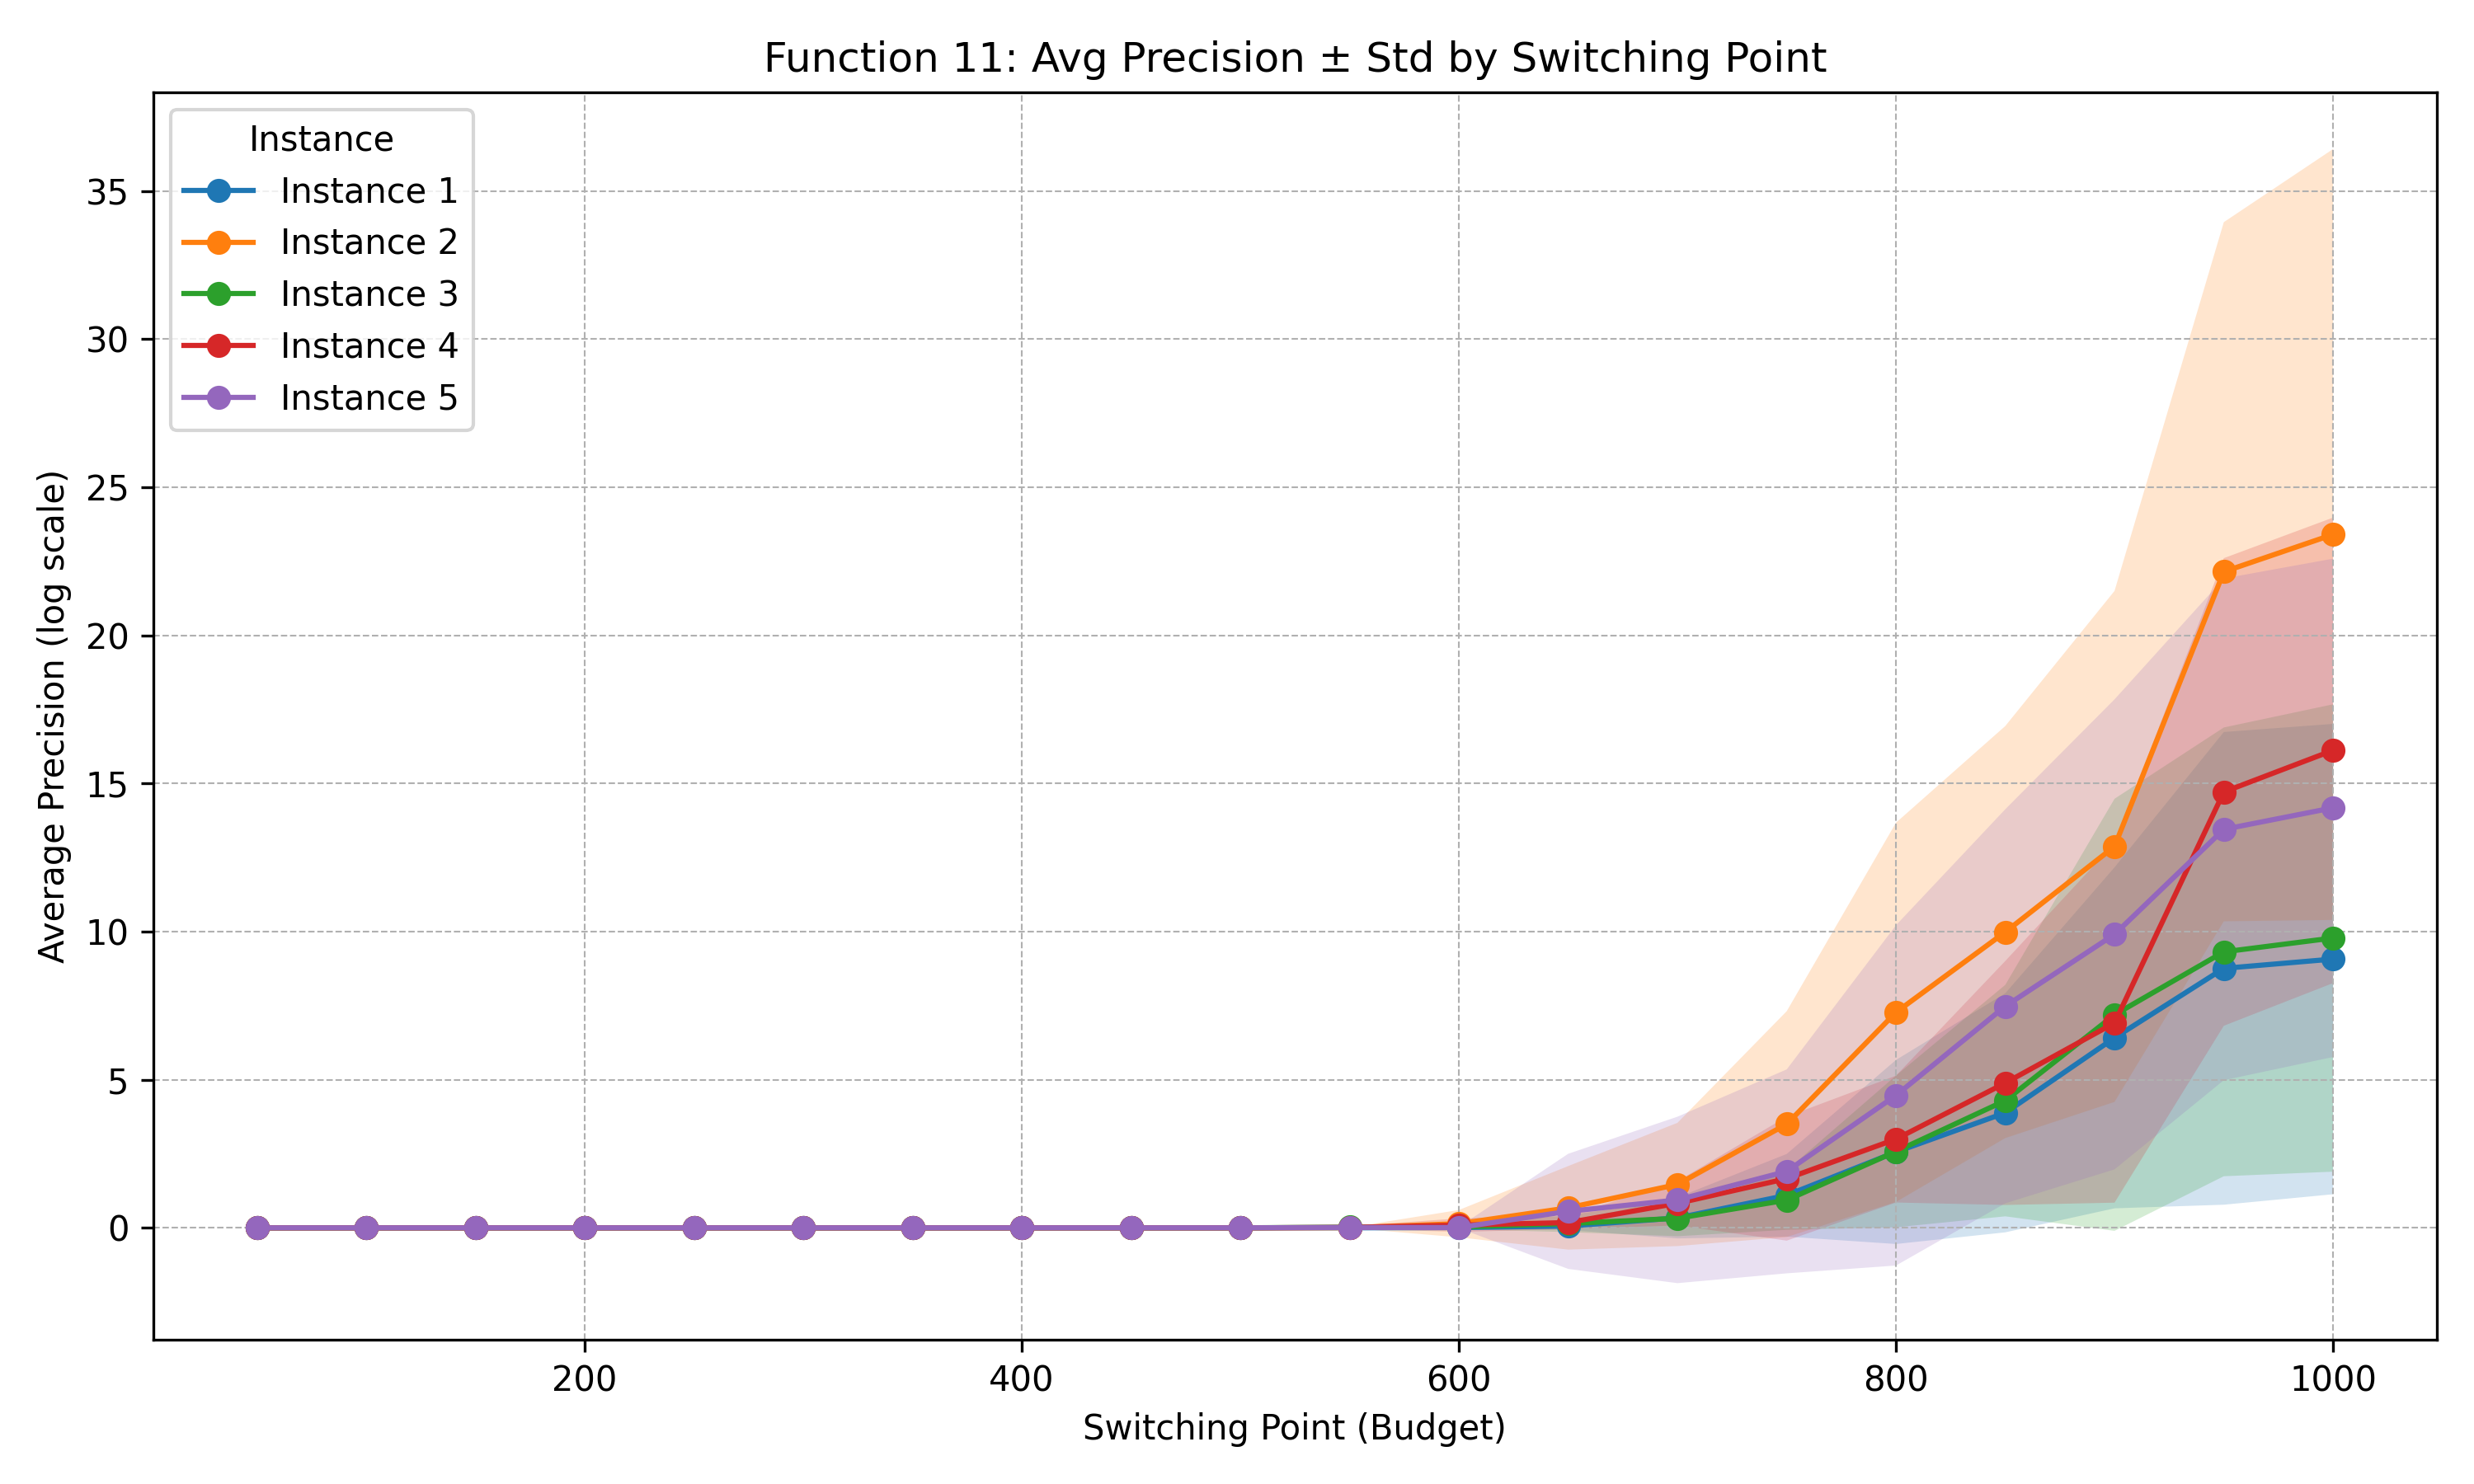 Function 11: Avg Precision ± Std by Switching Point
Instance
Instance 1
Instance 2
Instance 3
Instance 4
Instance 5
Average Precision (log scale)
35
30
25
20
15
10
5
0
200
400
600
800
1000
Switching Point (Budget)